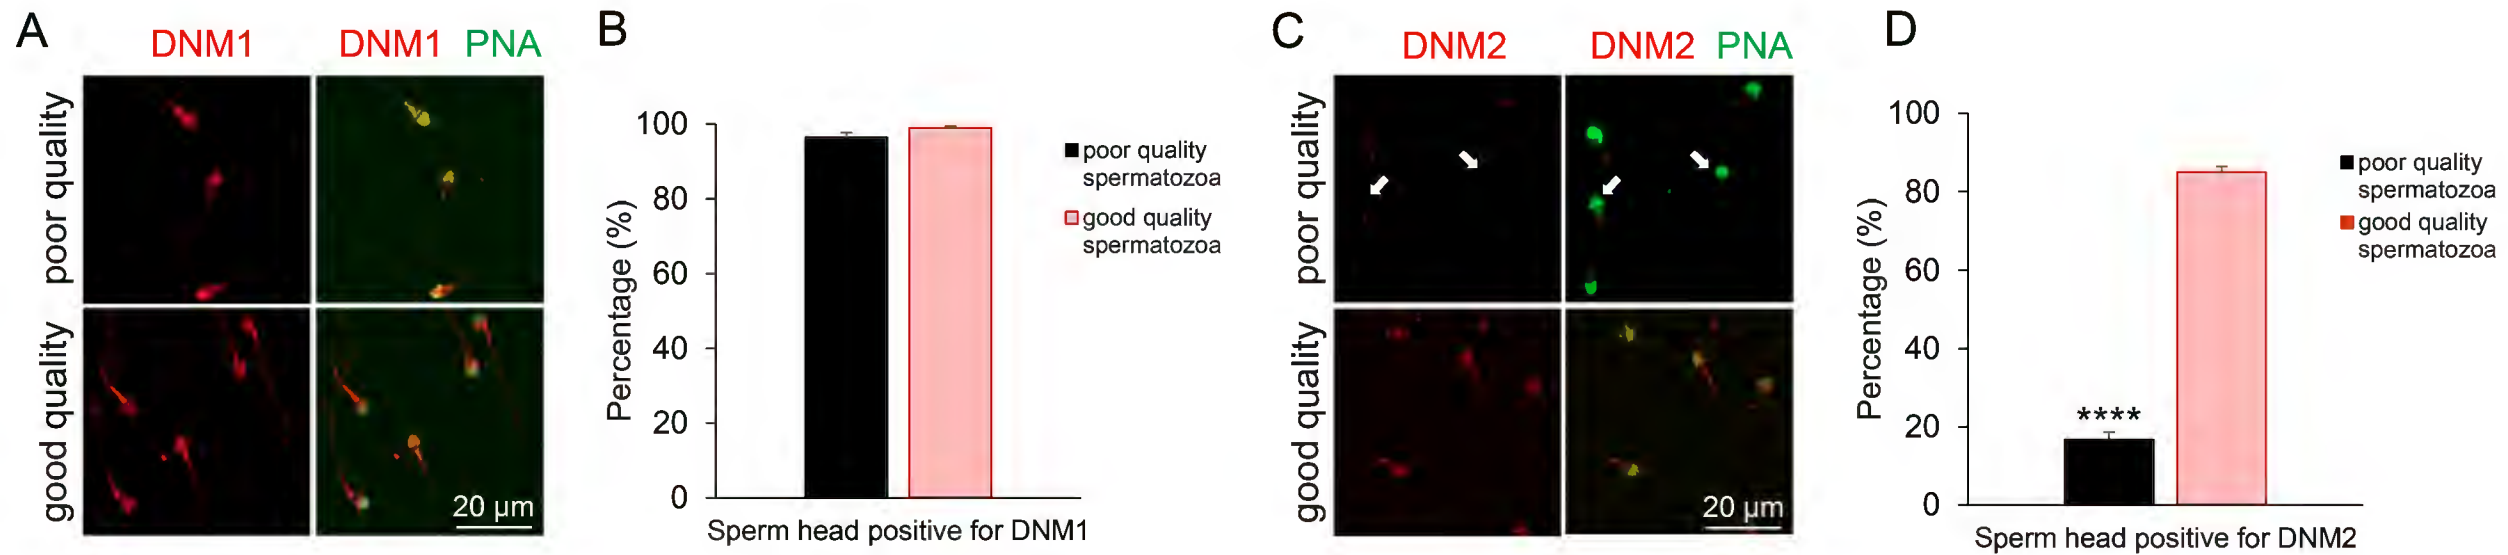 A
DNM1
DNM1 PNA
poor quality
good quality
20 µm
B
100
80
60
40
20
0
Percentage (%)
Sperm head positive for DNM1
poor quality
spermatozoa
good quality
spermatozoa
C
DNM2
DNM2 PNA
poor quality
good quality
20 µm
D
100
80
60
40
20
0
Percentage (%)
****
Sperm head positive for DNM2
poor quality
spermatozoa
good quality
spermatozoa